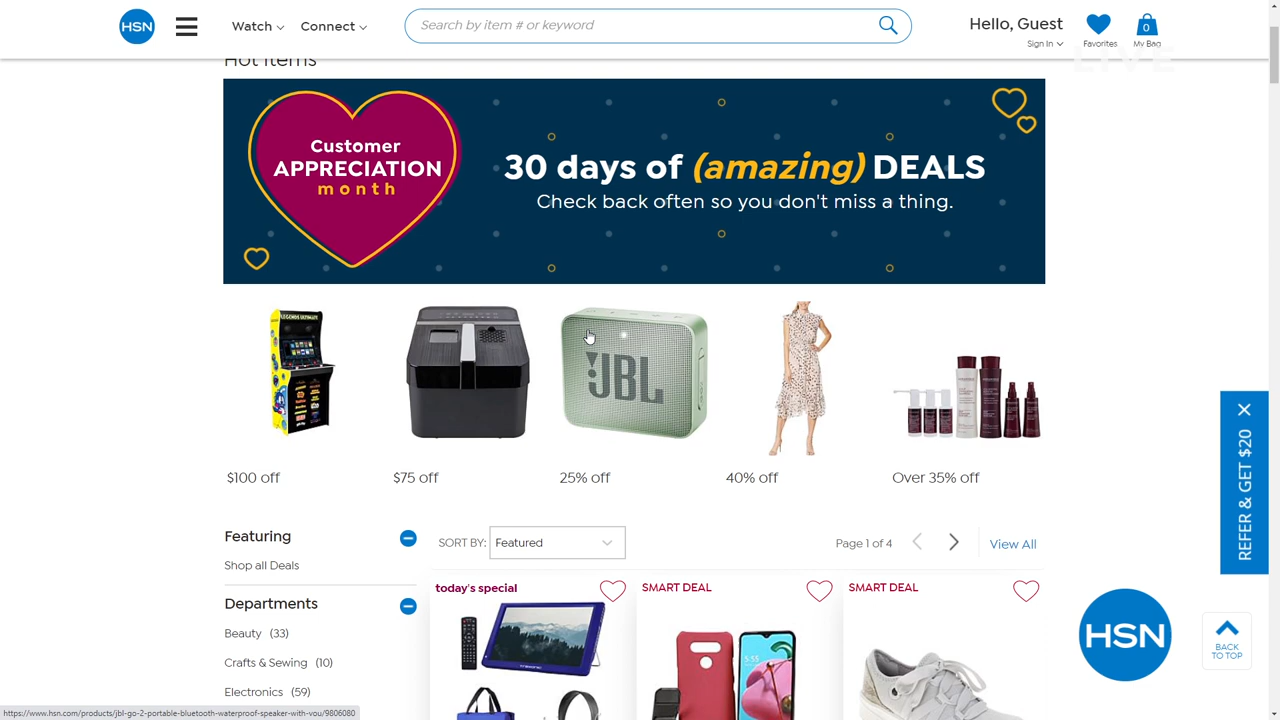 HSN
Watch
Connect
Search by item # or keyword
Hello, Guest
Sign In
Favorites
0
My Bag
LIVE
Hot Items
Customer
APPRECIATION
month
30 days of (amazing) DEALS
Check back often so you don't miss a thing.
LEGENDS ULTIMATE
JBL
$100 off
$75 off
25% off
40% off
Over 35% off
REFER & GET $20
Featuring
Shop all Deals
SORT BY: Featured
Page 1 of 4
View All
Departments
Beauty (33)
Crafts & Sewing (10)
Electronics (59)
today's special
SMART DEAL
SMART DEAL
5:55
HSN
BACK
TO TOP
https://www.hsn.com/products/jbl-go-2-portable-bluetooth-waterproof-speaker-with-vou/9806080